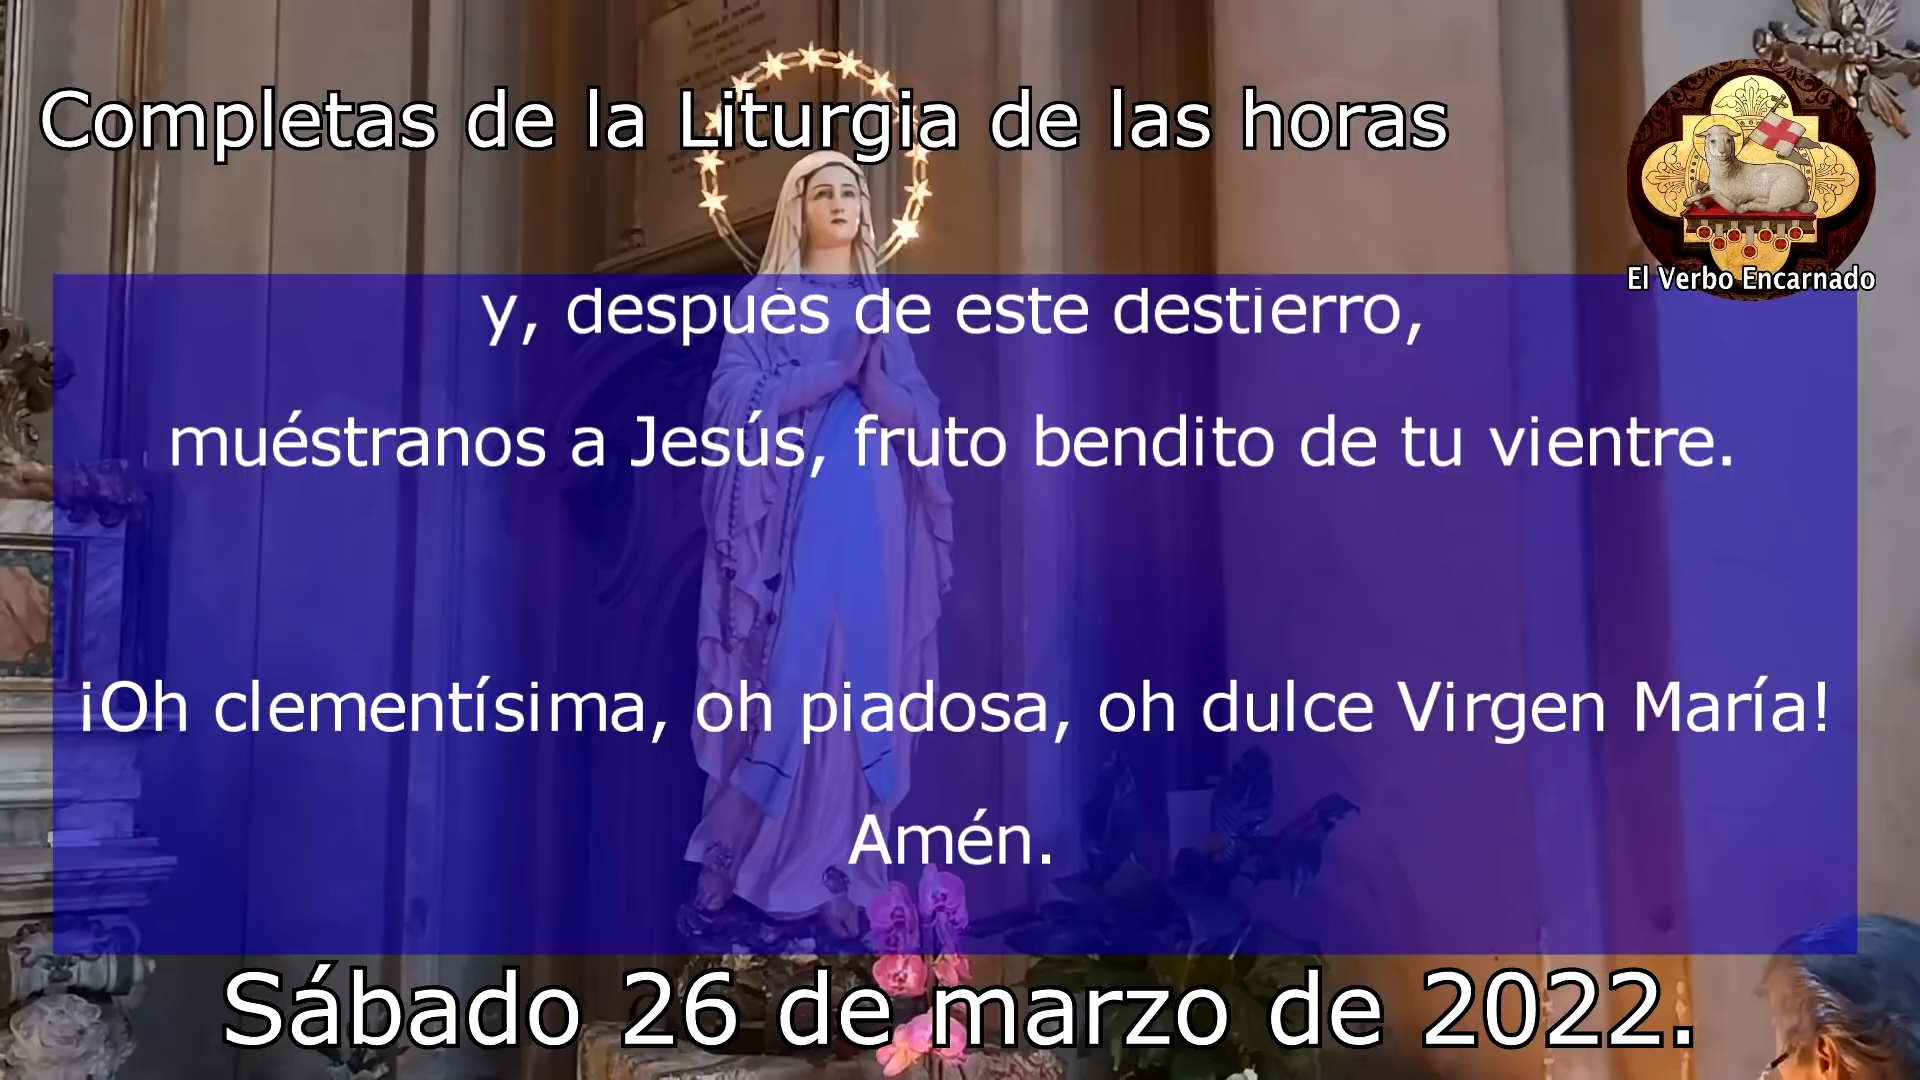 Completas de la Liturgia de las horas
El Verbo Encarnado
y, después de este destierro,
muéstranos a Jesús, fruto bendito de tu vientre.
¡Oh clementísima, oh piadosa, oh dulce Virgen María!
Amén.
Sábado 26 de marzo de 2022.